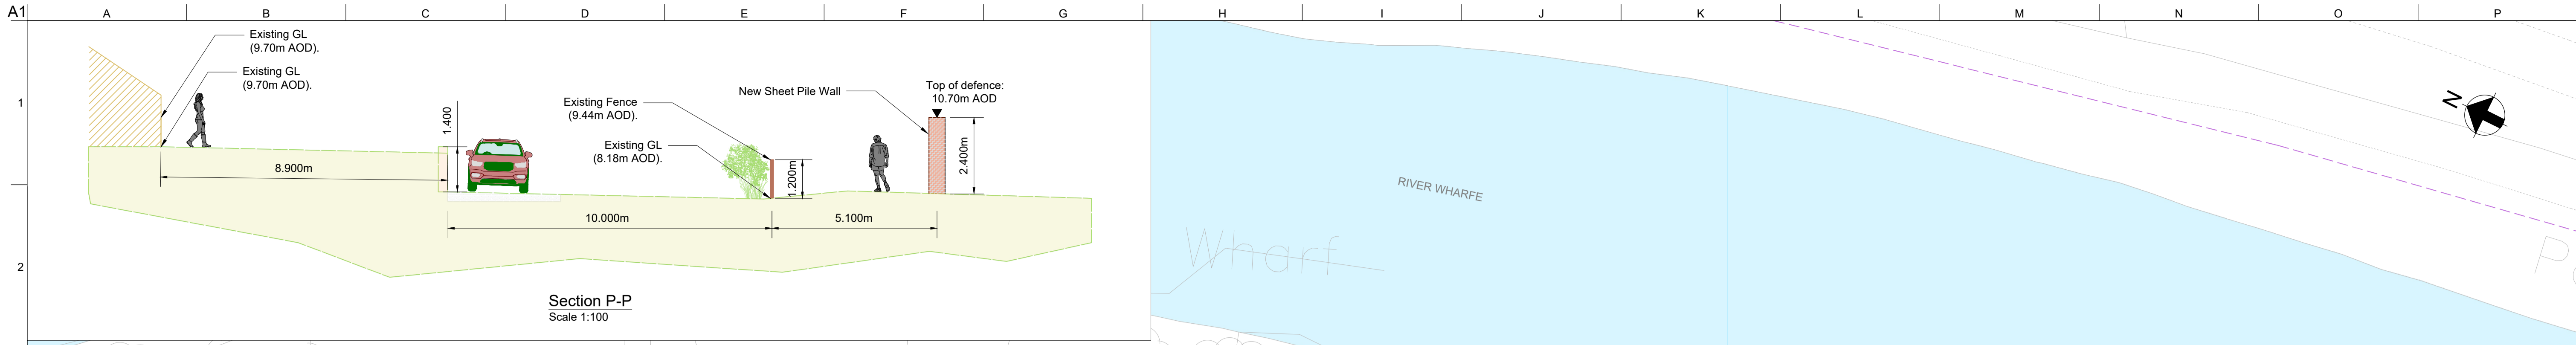 A1
A B C D E F G H I J K L M N O P
1
2
Existing GL
(9.70m AOD).
Existing GL
(9.70m AOD).
8.900m
1.400
Existing Fence
(9.44m AOD).
Existing GL
(8.18m AOD).
1.200m
New Sheet Pile Wall
Top of defence:
10.70m AOD
2.400m
10.000m
5.100m
Section P-P
Scale 1:100
RIVER WHARFE
Wharf
N